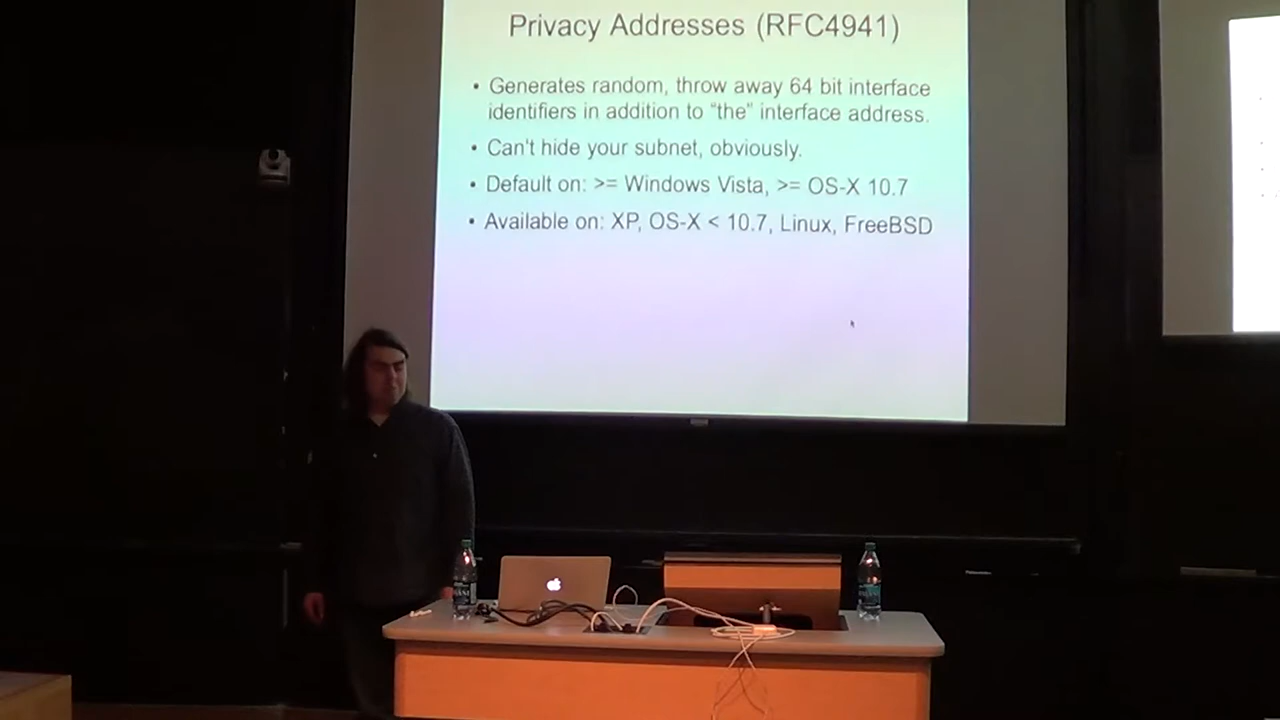 Privacy Addresses (RFC4941)
• Generates random, throw away 64 bit interface
identifiers in addition to "the" interface address.
• Can't hide your subnet, obviously.
• Default on: >= Windows Vista, >= OS-X 10.7
• Available on: XP, OS-X < 10.7, Linux, FreeBSD